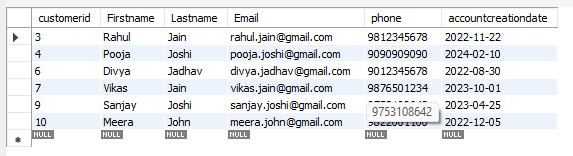 customerid Firstname Lastname Email phone accountcreationdate
3 Rahul Jain rahul.jain@gmail.com 9812345678 2022-11-22
4 Pooja Joshi pooja.joshi@gmail.com 9090909090 2024-02-10
6 Divya Jadhav divya.jadhav@gmail.com 9012345678 2022-08-30
7 Vikas Jain vikas.jain@gmail.com 9876501234 2023-10-01
9 Sanjay Joshi sanjay.joshi@gmail.com 2023-04-25
9753108642
10 Meera John meera.john@gmail.com 2022-12-05
NULL NULL NULL NULL NULL NULL